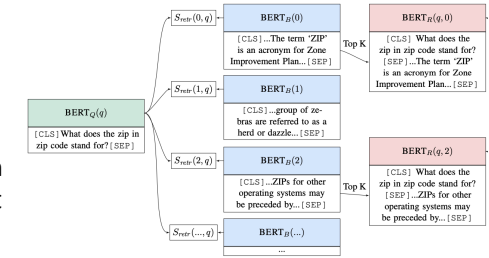 BERT_Q(q)
[CLS]What does the zip in
zip code stand for?[SEP]
S_retr(0, q)
BERT_B(0)
[CLS]...The term ‘ZIP’
is an acronym for Zone
Improvement Plan...[SEP]
Top K
BERT_R(q, 0)
[CLS] What does the
zip in zip code stand for?
[SEP]...The term ‘ZIP’
is an acronym for Zone
Improvement Plan...[SEP]
S_retr(1, q)
BERT_B(1)
[CLS]...group of ze-
bras are referred to as a
herd or dazzle...[SEP]
S_retr(2, q)
BERT_B(2)
[CLS]...ZIPs for other
operating systems may
be preceded by...[SEP]
Top K
BERT_R(q, 2)
[CLS] What does the
zip in zip code stand for?
[SEP]...ZIPs for other
operating systems may
be preceded by...[SEP]
S_retr(..., q)
BERT_B(...)
...